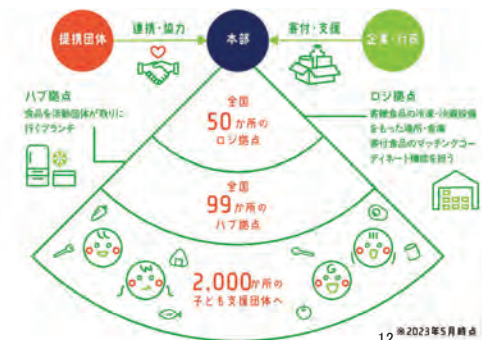 提携団体
連携・協力
本部
寄付・支援
企業・行政
ハブ拠点
食品を活動団体が取りに
行くブランチ
ロジ拠点
寄贈食品の冷凍・冷蔵設備
をもった場所・倉庫
寄付食品のマッチングコー
ディネート機能を担う
全国
50か所の
ロジ拠点
全国
99か所の
ハブ拠点
2,000か所の
子ども支援団体へ
12
※2023年5月時点